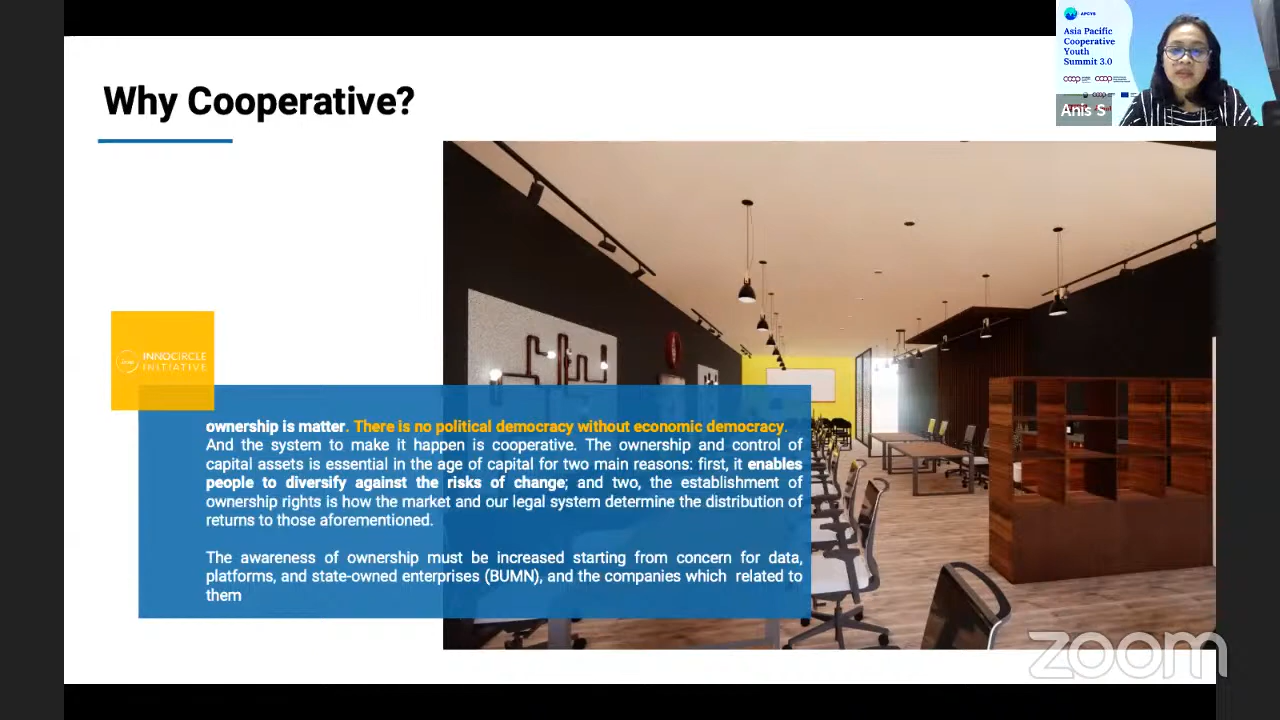 Why Cooperative?
APCYS
Asia Pacific
Cooperative
Youth
Summit 3.0
coop coop
Anis S
INNOCIRCLE
INITIATIVE
ownership is matter. There is no political democracy without economic democracy.
And the system to make it happen is cooperative. The ownership and control of
capital assets is essential in the age of capital for two main reasons: first, it enables
people to diversify against the risks of change; and two, the establishment of
ownership rights is how the market and our legal system determine the distribution of
returns to those aforementioned.
The awareness of ownership must be increased starting from concern for data,
platforms, and state-owned enterprises (BUMN), and the companies which related to
them
zoom